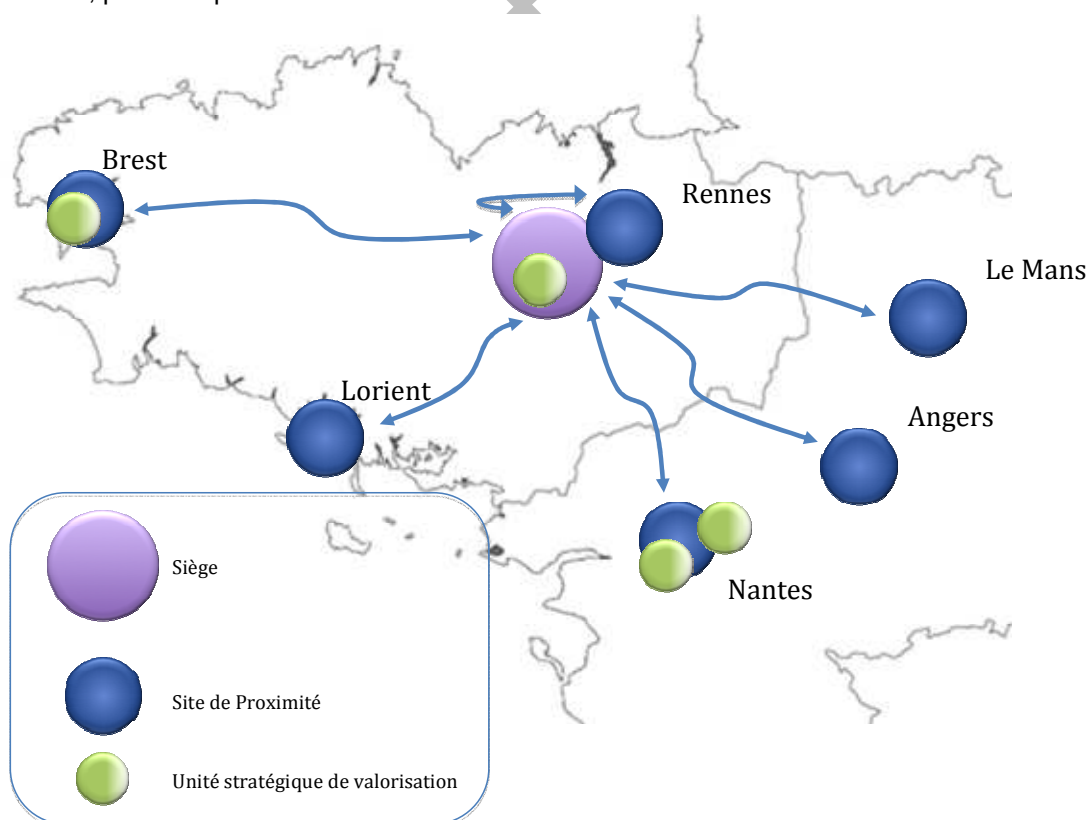 Brest
Rennes
Le Mans
Lorient
Angers
Nantes
Siège
Site de Proximité
Unité stratégique de valorisation